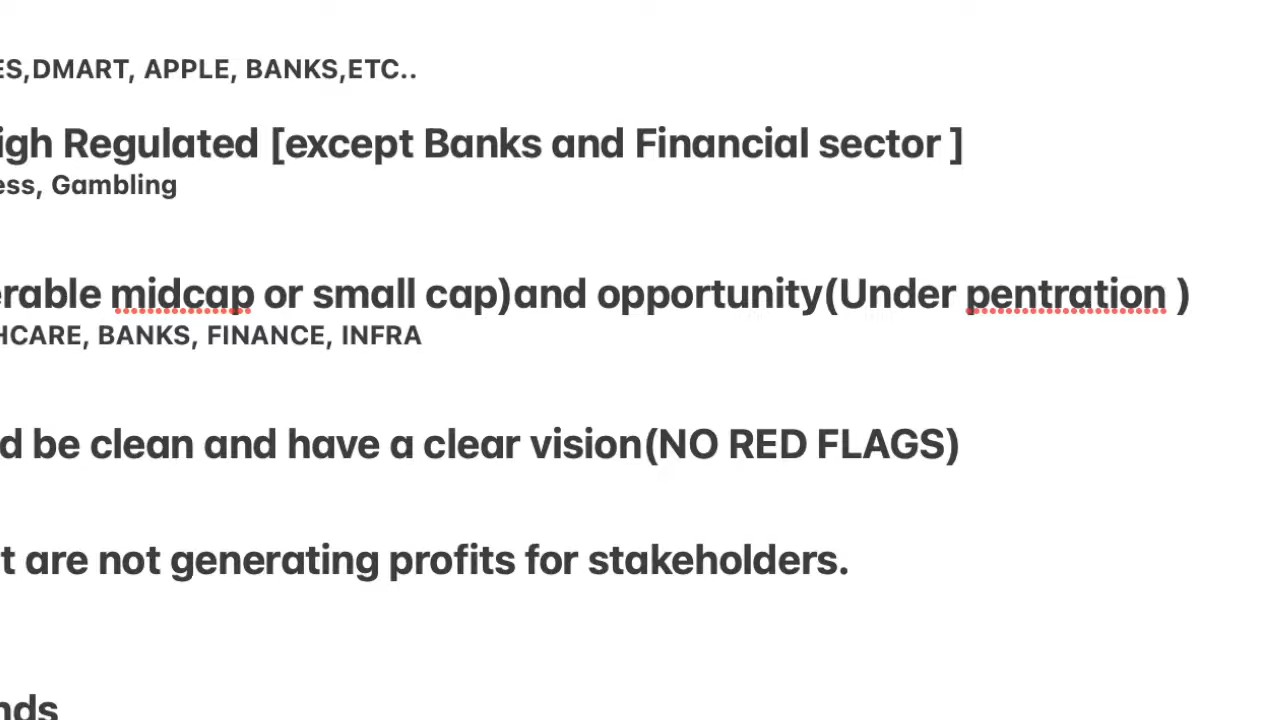 ES,DMART, APPLE, BANKS,ETC..
igh Regulated [except Banks and Financial sector ]
ess, Gambling
erable midcap or small cap)and opportunity(Under pentration )
HCARE, BANKS, FINANCE, INFRA
d be clean and have a clear vision(NO RED FLAGS)
t are not generating profits for stakeholders.
nds